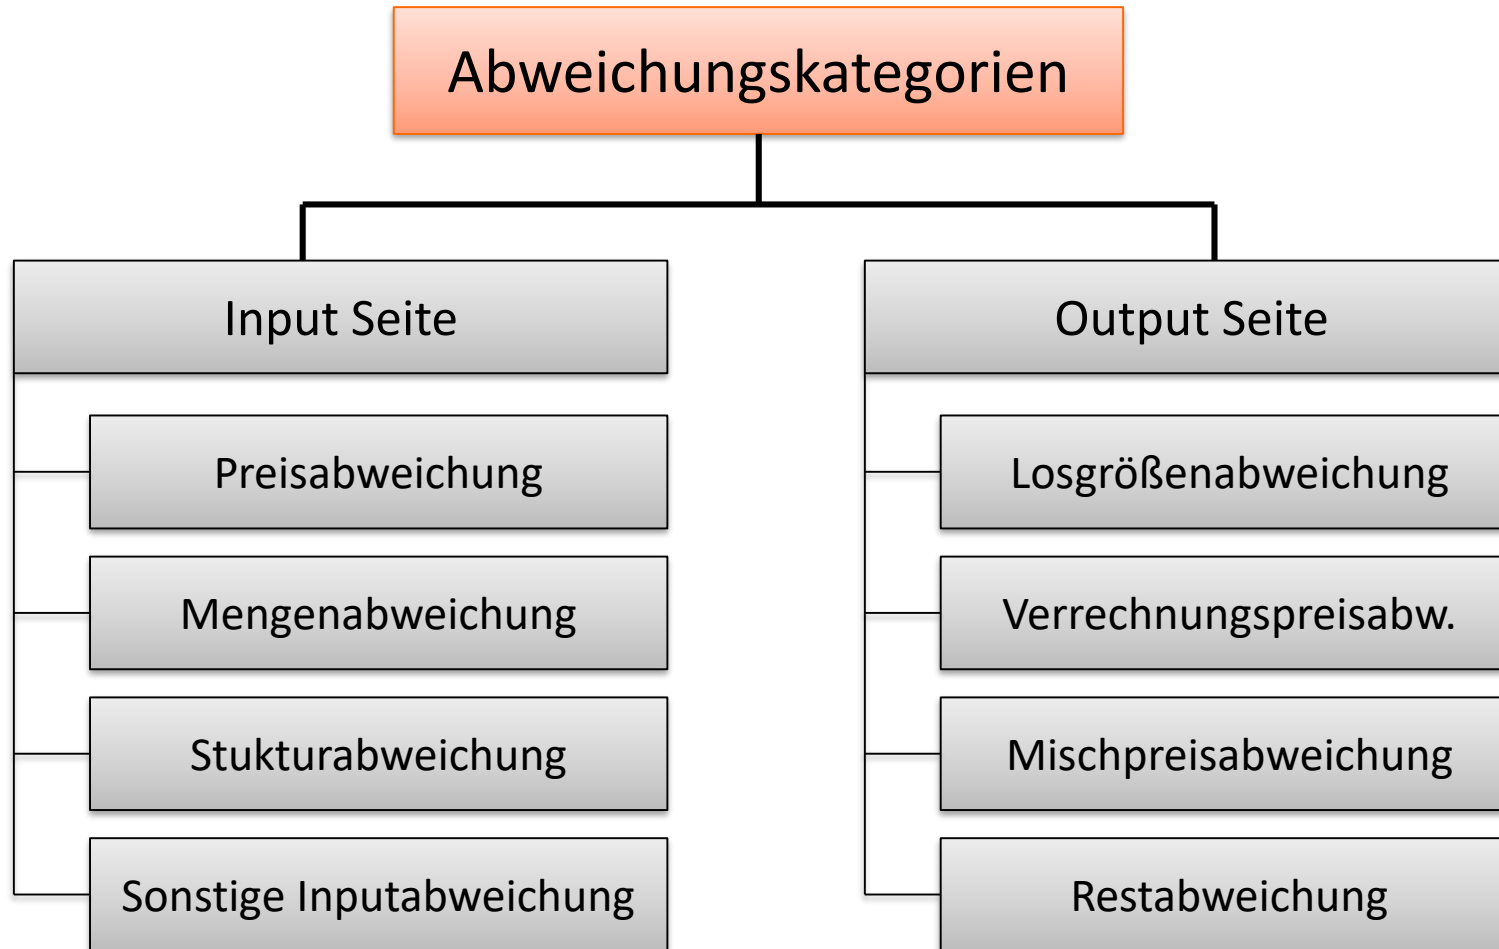 Abweichungskategorien
Input Seite
Preisabweichung
Mengenabweichung
Stukturabweichung
Sonstige Inputabweichung
Output Seite
Losgrößenabweichung
Verrechnungspreisabw.
Mischpreisabweichung
Restabweichung